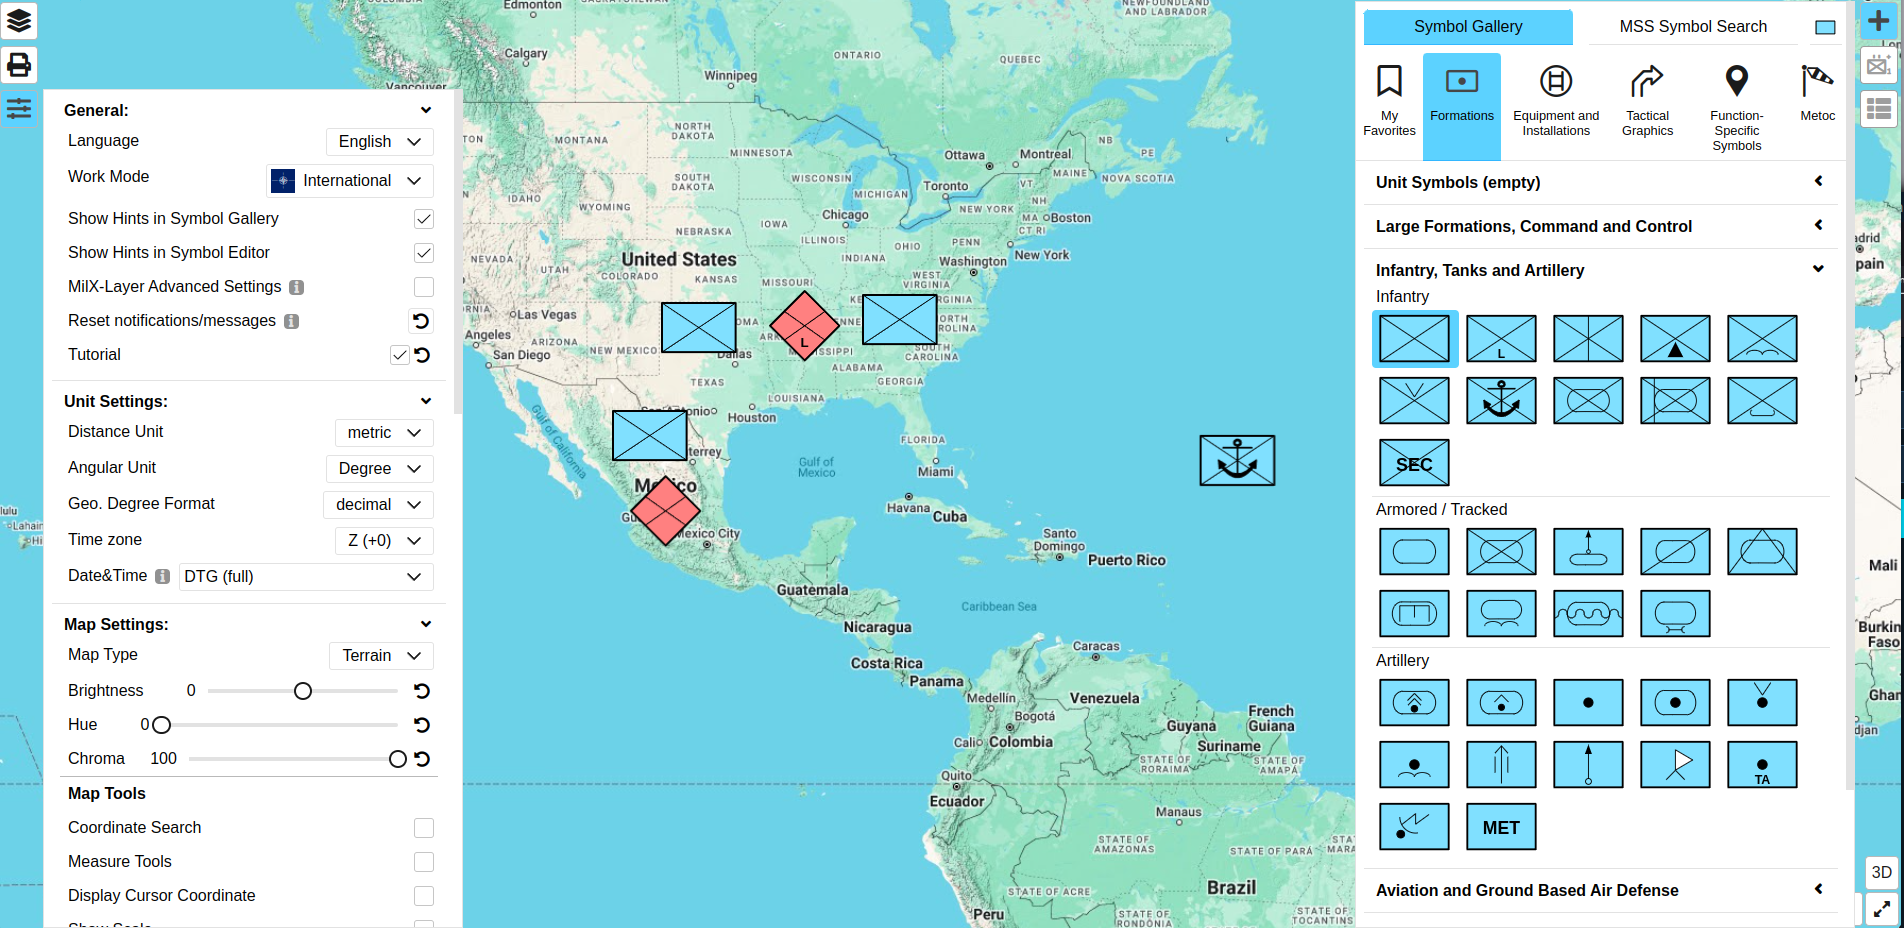 General:
Language
English
Work Mode
International
Show Hints in Symbol Gallery
Show Hints in Symbol Editor
MilX-Layer Advanced Settings
Reset notifications/messages
Tutorial
Unit Settings:
Distance Unit
metric
Angular Unit
Degree
Geo. Degree Format
decimal
Time zone
Z (+0)
Date&Time
DTG (full)
Map Settings:
Map Type
Terrain
Brightness
0
Hue
0
Chroma
100
Map Tools
Coordinate Search
Measure Tools
Display Cursor Coordinate
Edmonton
Calgary
Vancouver
Winnipeg
ONTARIO
QUEBEC
NEWFOUNDLAND
AND LABRADOR
NORTH
DAKOTA
MONTANA
MINNESOTA
Ottawa
Montreal
NB
PE
SOUTH
DAKOTA
WISCONSIN
MICHIGAN
Toronto
VT
MAINE
NOVA SCOTIA
IDAHO
WYOMING
IOWA
Chicago
NEW YORK
NH
MA
Boston
CT RI
NEBRASKA
ILLINOIS
OHIO
PENN
New York
NEVADA
UTAH
United States
INDIANA
Washington
COLORADO
KANSAS
MISSOURI
WEST
VIRGINIA
Las Vegas
Angeles
San Diego
ARIZONA
NEW MEXICO
L
Dallas
SOUTH
CAROLINA
ALABAMA
TEXAS
GEORGIA
LOUISIANA
San Antonio
Houston
Gulf of California
FLORIDA
Gulf of
Mexico
Miami
Mexico
Mexico City
Havana
Cuba
Santo
Domingo
Puerto Rico
Guatemala
Caribbean Sea
Nicaragua
Costa Rica
Panama
Caracas
Medellín
Venezuela
Bogotá
Guyana
French
Guiana
Cali
Colombia
Suriname
STATE OF
RORAIMA
STATE OF
AMAPÁ
Quito
Ecuador
Manaus
STATE OF
AMAZONAS
STATE OF PARÁ
STATE OF ACRE
Brazil
Peru
STATE OF
RONDÔNIA
STATE OF
TOCANTINS
Symbol Gallery
MSS Symbol Search
My
Favorites
Formations
Equipment and
Installations
Tactical
Graphics
Function-
Specific
Symbols
Metoc
Unit Symbols (empty)
Large Formations, Command and Control
Infantry, Tanks and Artillery
Infantry
L
SEC
Armored / Tracked
Artillery
TA
MET
Aviation and Ground Based Air Defense
Mali
3D